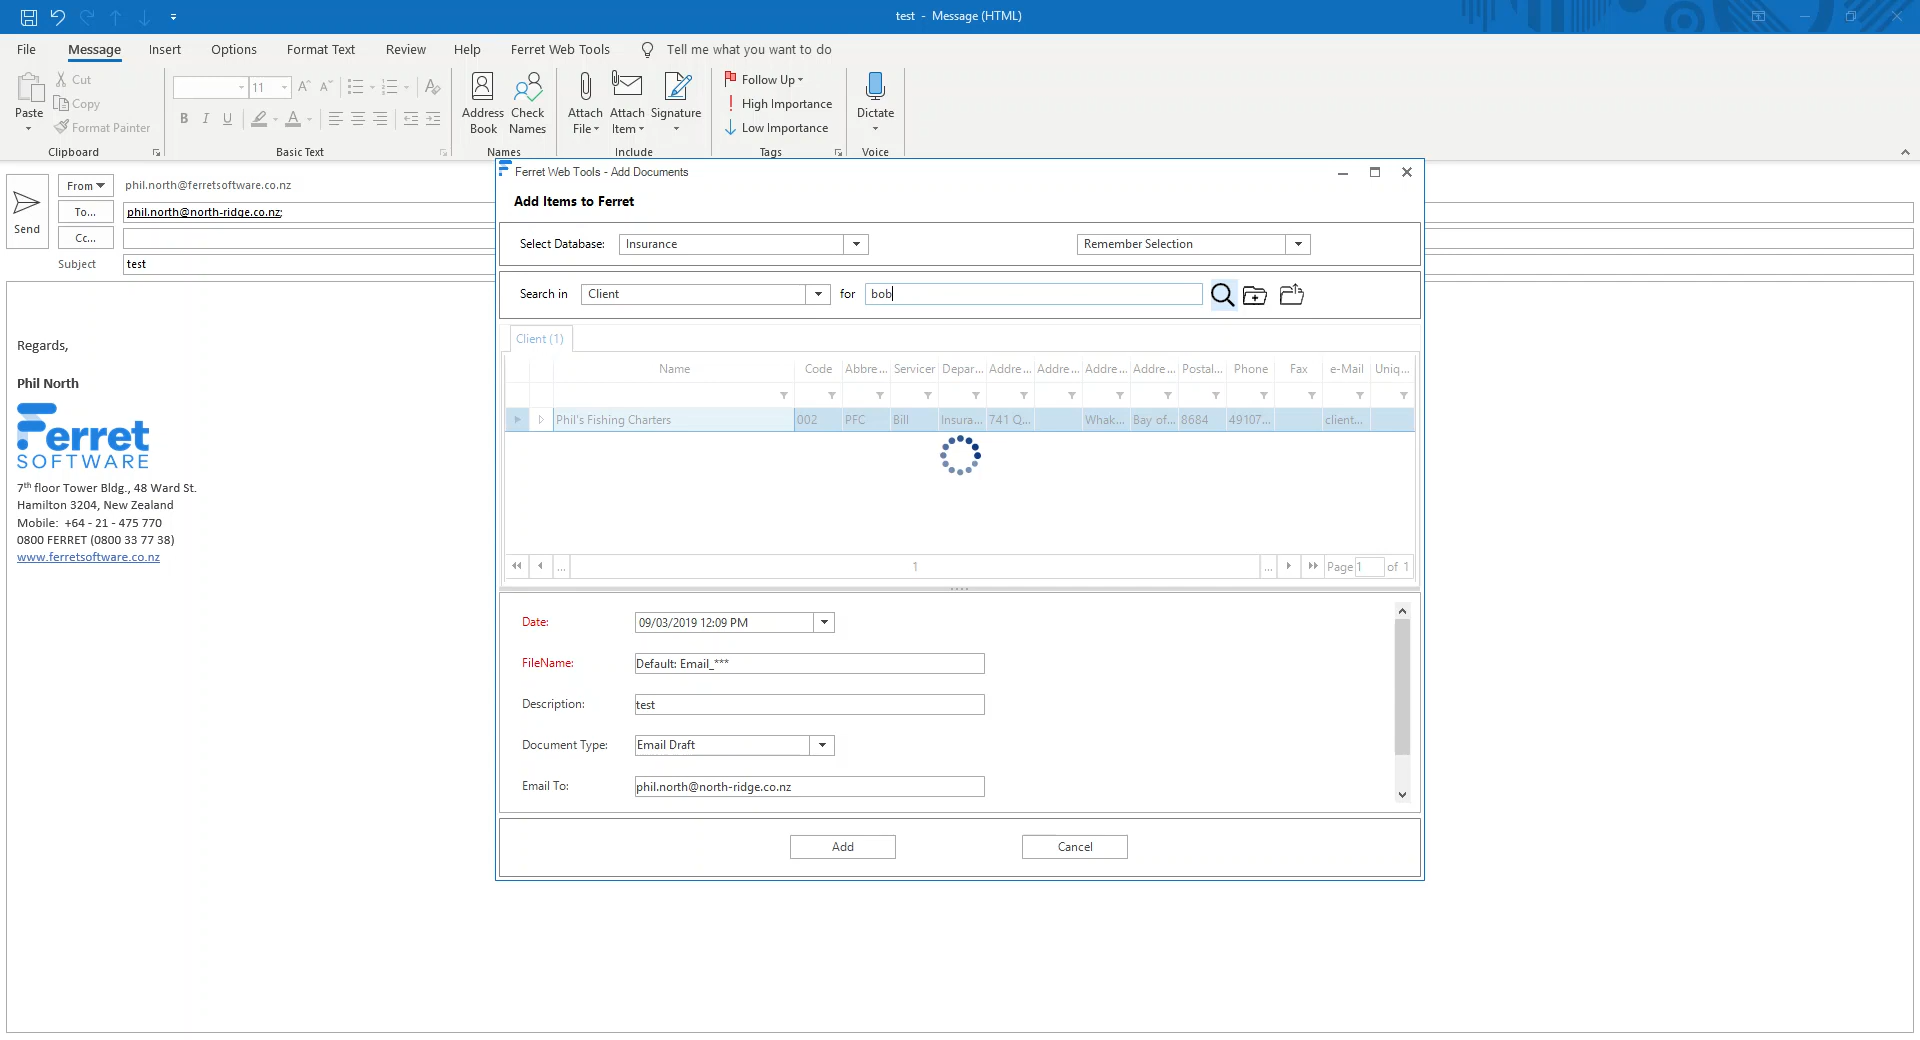 test - Message (HTML)
File Message Insert Options Format Text Review Help Ferret Web Tools Tell me what you want to do
Paste
Cut
Copy
Format Painter
Clipboard
11
B I U
A
Basic Text
Address Book
Check Names
Names
Attach File
Attach Item
Signature
Include
Follow Up
High Importance
Low Importance
Tags
Dictate
Voice
Send
From phil.north@ferretsoftware.co.nz
To... phil.north@north-ridge.co.nz;
Cc...
Subject test
Regards,
Phil North
Ferret
SOFTWARE
7th floor Tower Bldg., 48 Ward St.
Hamilton 3204, New Zealand
Mobile: +64 - 21 - 475 770
0800 FERRET (0800 33 77 38)
www.ferretsoftware.co.nz
Ferret Web Tools - Add Documents
Add Items to Ferret
Select Database: Insurance Remember Selection
Search in Client for bob
Client (1)
Name Code Abbre... Servicer Depar... Addre... Addre... Addre... Addre... Postal... Phone Fax e-Mail Uniq...
Phil's Fishing Charters 002 PFC Bill Insura... 741 Q... Whak... Bay of... 8684 49107... client...
... 1 ... Page 1 of 1
Date: 09/03/2019 12:09 PM
FileName: Default: Email_***
Description: test
Document Type: Email Draft
Email To: phil.north@north-ridge.co.nz
Add Cancel